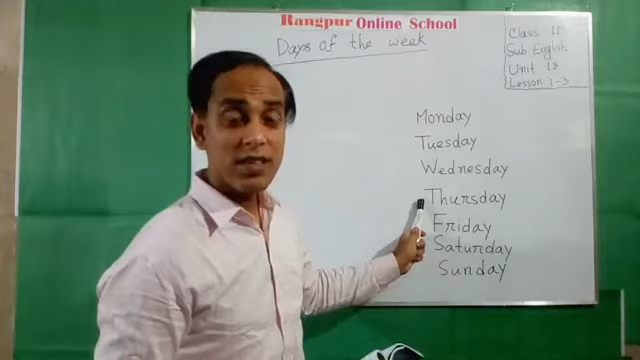 Rangpur Online School
Days of the week
Class II
Sub English
Unit 13
Lesson 1-3
Monday
Tuesday
Wednesday
Thursday
Friday
Saturday
Sunday